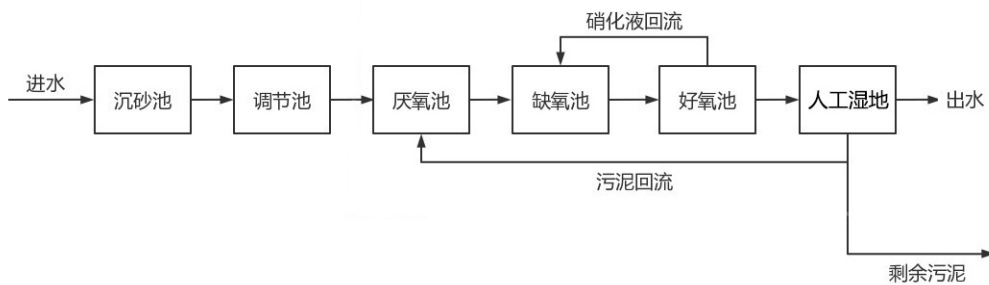 硝化液回流
进水
沉砂池
调节池
厌氧池
缺氧池
好氧池
人工湿地
出水
污泥回流
剩余污泥